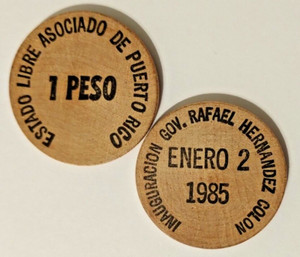 ESTADO LIBRE ASOCIADO DE PUERTO RICO
1 PESO
INAUGURACION GOV. RAFAEL HERNANDEZ COLON
ENERO 2
1985